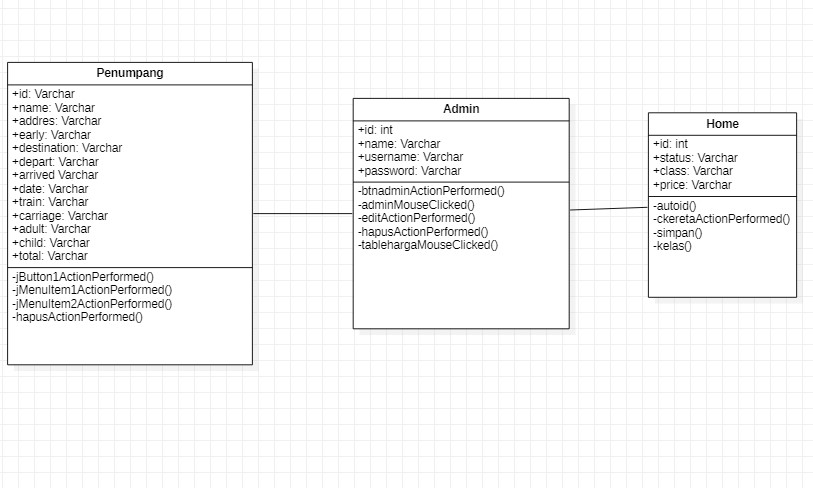 Penumpang
+id: Varchar
+name: Varchar
+addres: Varchar
+early: Varchar
+destination: Varchar
+depart: Varchar
+arrived Varchar
+date: Varchar
+train: Varchar
+carriage: Varchar
+adult: Varchar
+child: Varchar
+total: Varchar
-jButton1ActionPerformed()
-jMenuItem1ActionPerformed()
-jMenuItem2ActionPerformed()
-hapusActionPerformed()
Admin
+id: int
+name: Varchar
+username: Varchar
+password: Varchar
-btnadminActionPerformed()
-adminMouseClicked()
-editActionPerformed()
-hapusActionPerformed()
-tablehargaMouseClicked()
Home
+id: int
+status: Varchar
+class: Varchar
+price: Varchar
-autoid()
-ckeretaActionPerformed()
-simpan()
-kelas()